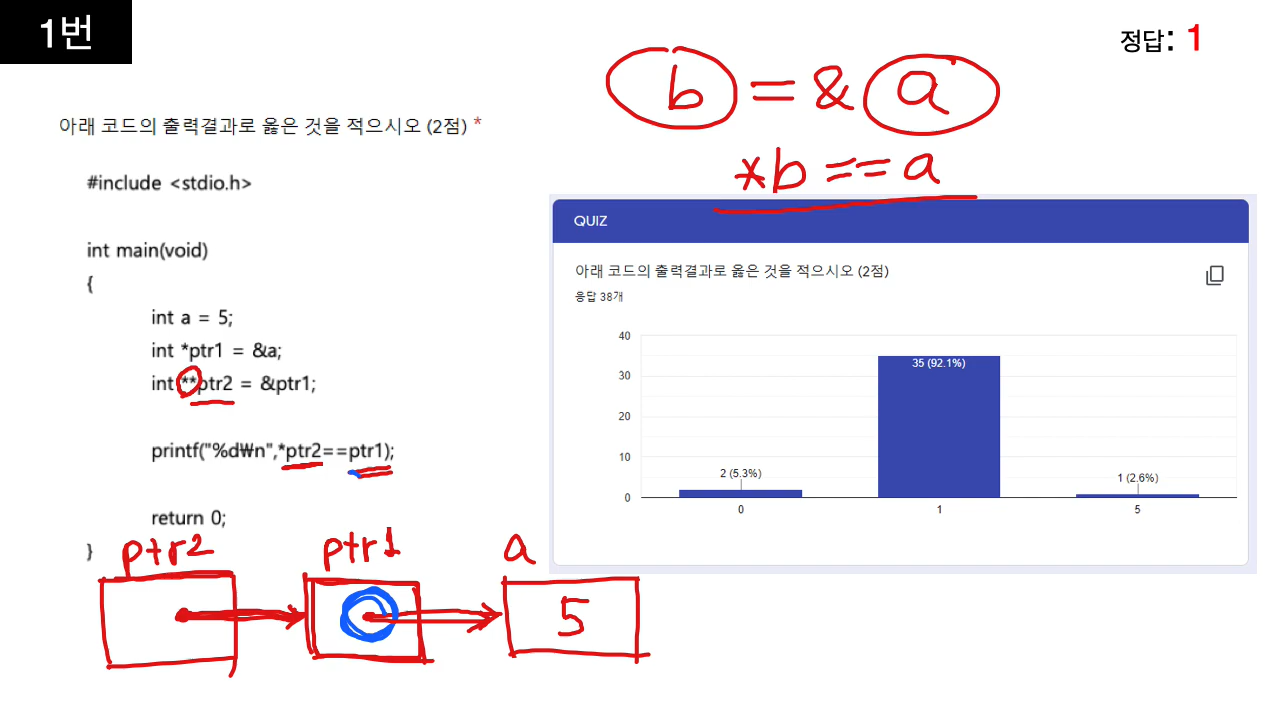 1번
정답: 1
b = & a
*b == a
아래 코드의 출력결과로 옳은 것을 적으시오 (2점) *
#include <stdio.h>
int main(void)
{
int a = 5;
int *ptr1 = &a;
int **ptr2 = &ptr1;
printf("%d₩n",*ptr2==ptr1);
return 0;
}
QUIZ
아래 코드의 출력결과로 옳은 것을 적으시오 (2점)
응답 38개
40
30
20
10
0
2 (5.3%)
35 (92.1%)
1 (2.6%)
0
1
5
ptr2
ptr1
a
5